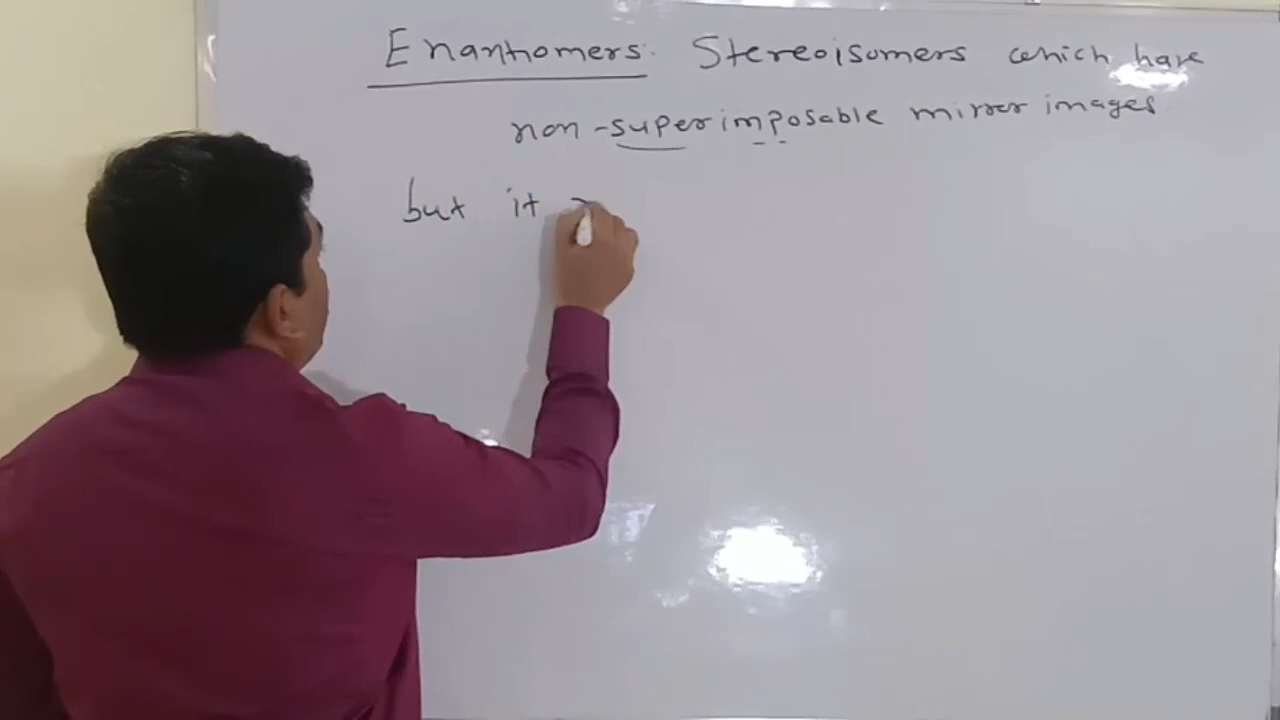 Enantiomers: Stereoisomers which have
non-superimposable mirror images.
but it